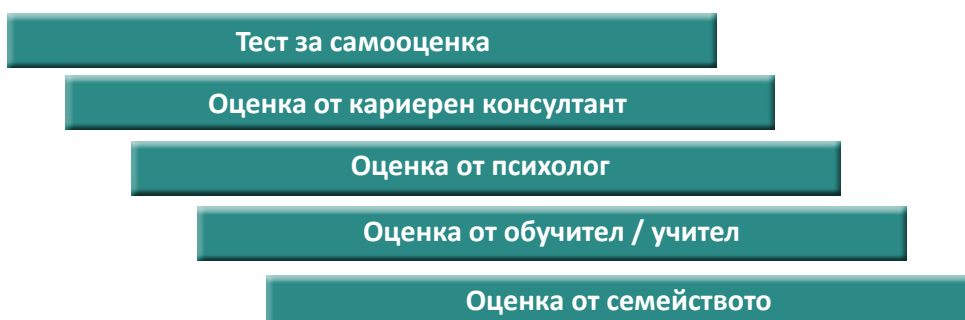 Тест за самооценка
Оценка от кариерен консултант
Оценка от психолог
Оценка от обучител / учител
Оценка от семейството